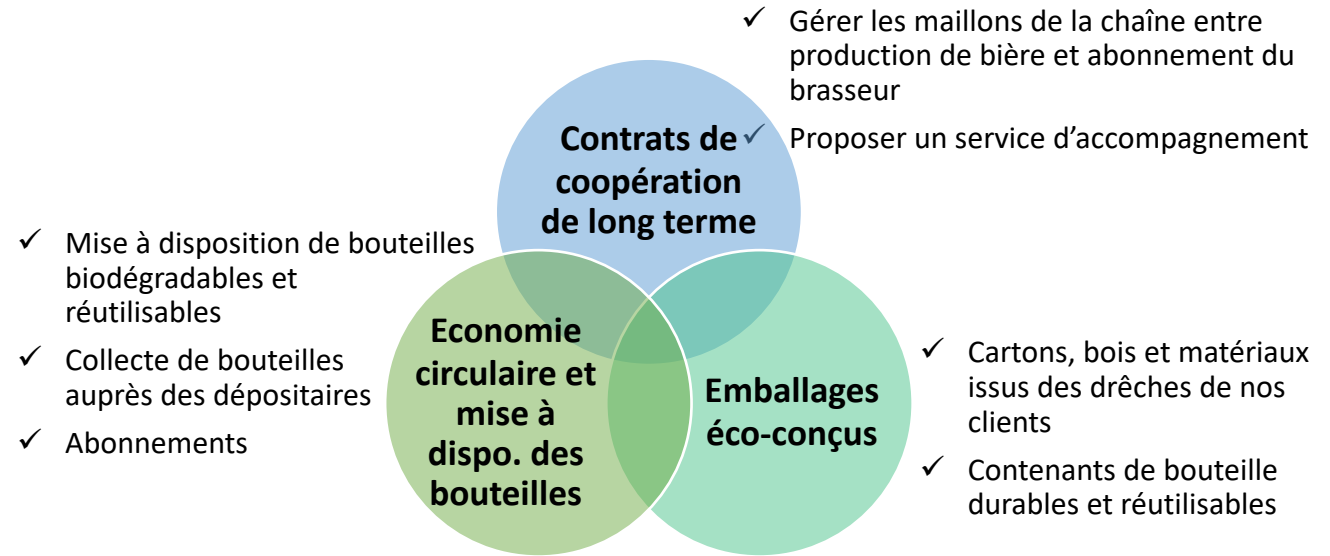 ✓ Gérer les maillons de la chaîne entre
production de bière et abonnement du
brasseur
✓ Proposer un service d'accompagnement
Contrats de
coopération
de long terme
✓ Mise à disposition de bouteilles
biodégradables et
réutilisables
✓ Collecte de bouteilles
auprès des dépositaires
✓ Abonnements
Economie
circulaire et
mise à
dispo. des
bouteilles
Emballages
éco-conçus
✓ Cartons, bois et matériaux
issus des drêches de nos
clients
✓ Contenants de bouteille
durables et réutilisables